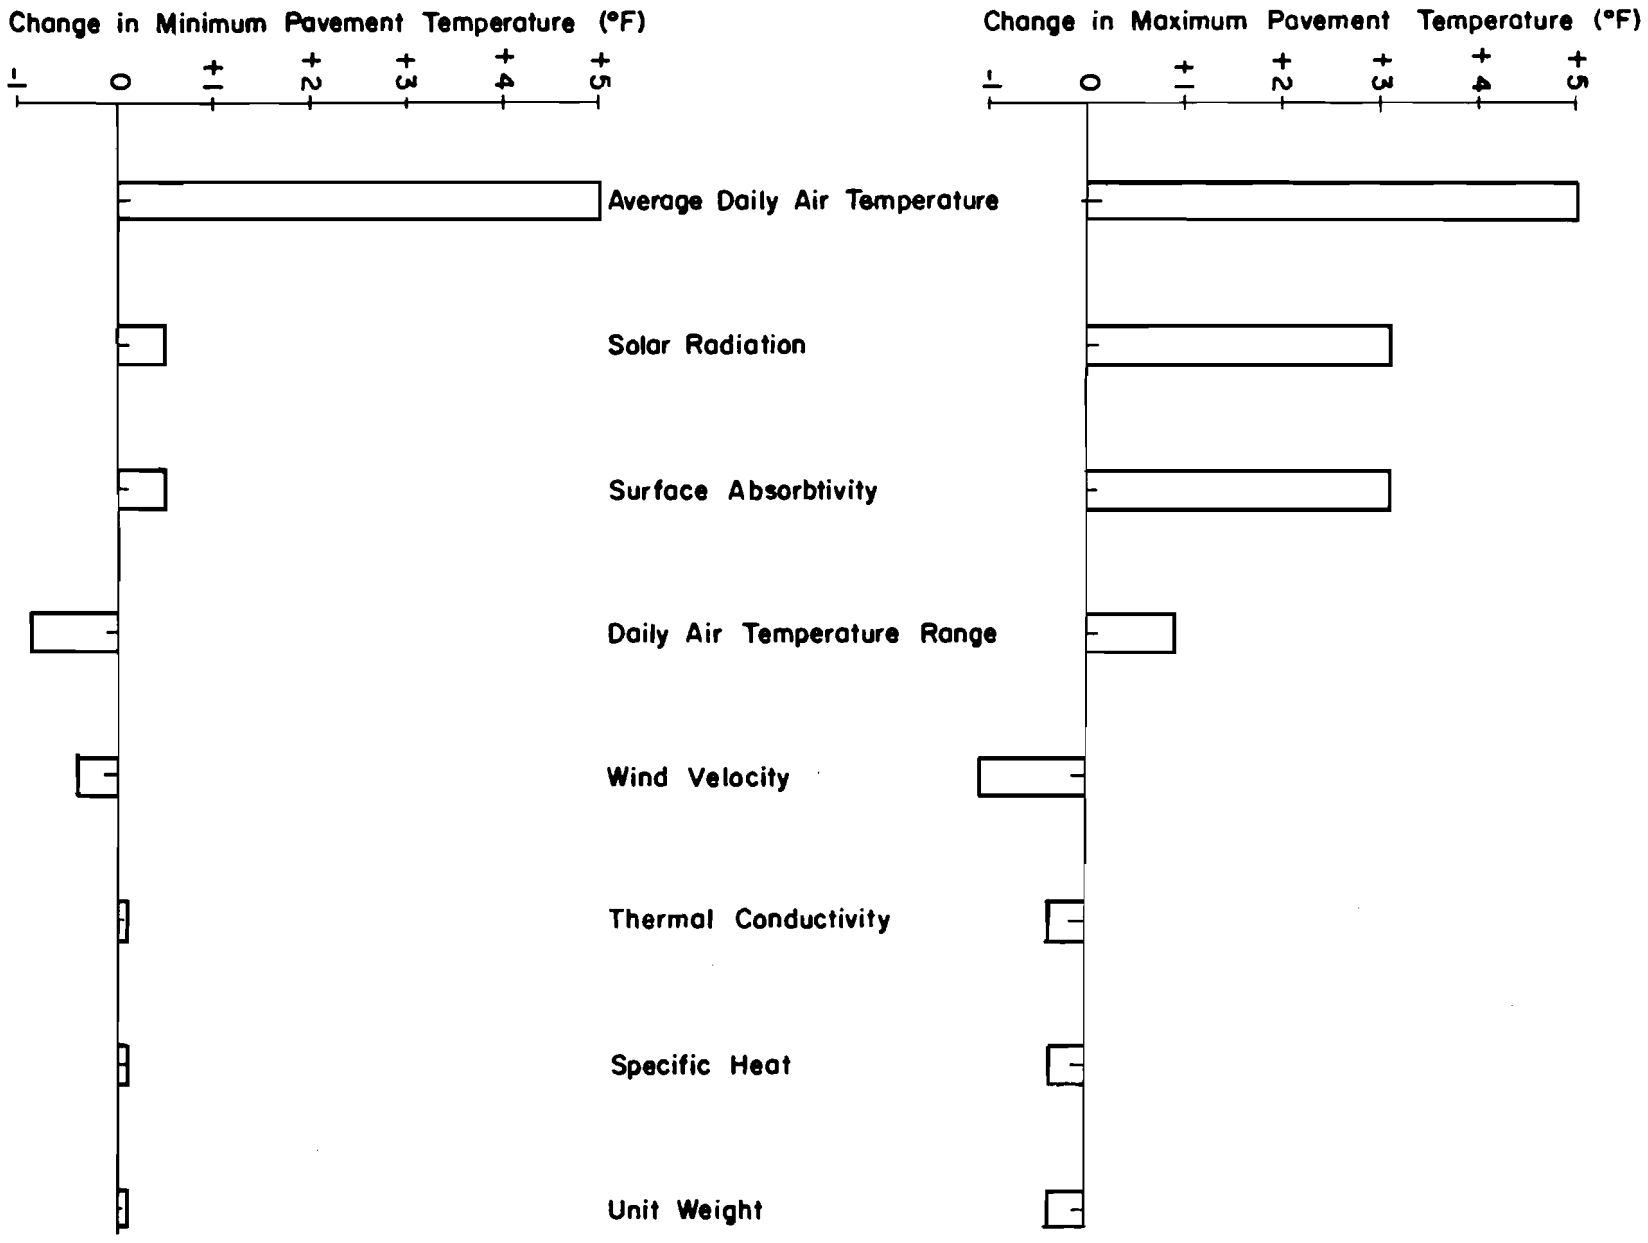 Change in Minimum Pavement Temperature (°F)
-1 0 +1 +2 +3 +4 +5
Change in Maximum Pavement Temperature (°F)
-1 0 +1 +2 +3 +4 +5
Average Daily Air Temperature
Solar Radiation
Surface Absorbtivity
Daily Air Temperature Range
Wind Velocity
Thermal Conductivity
Specific Heat
Unit Weight